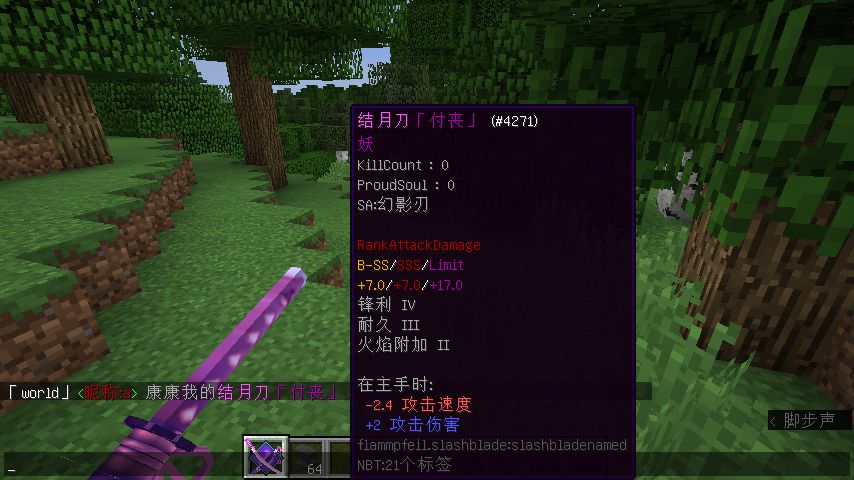 结月刀「付丧」 (#4271)
妖
KillCount : 0
ProudSoul : 0
SA:幻影刃
RankAttackDamage
B-SS/SSS/Limit
+7.0/+7.0/+17.0
锋利 IV
耐久 III
火焰附加 II
在主手时:
-2.4 攻击速度
+2 攻击伤害
flammpfeil.slashblade:slashbladenamed
NBT:21个标签
「world」<昵称:a> 康康我的结月刀「付丧」
< 脚步声
64
_